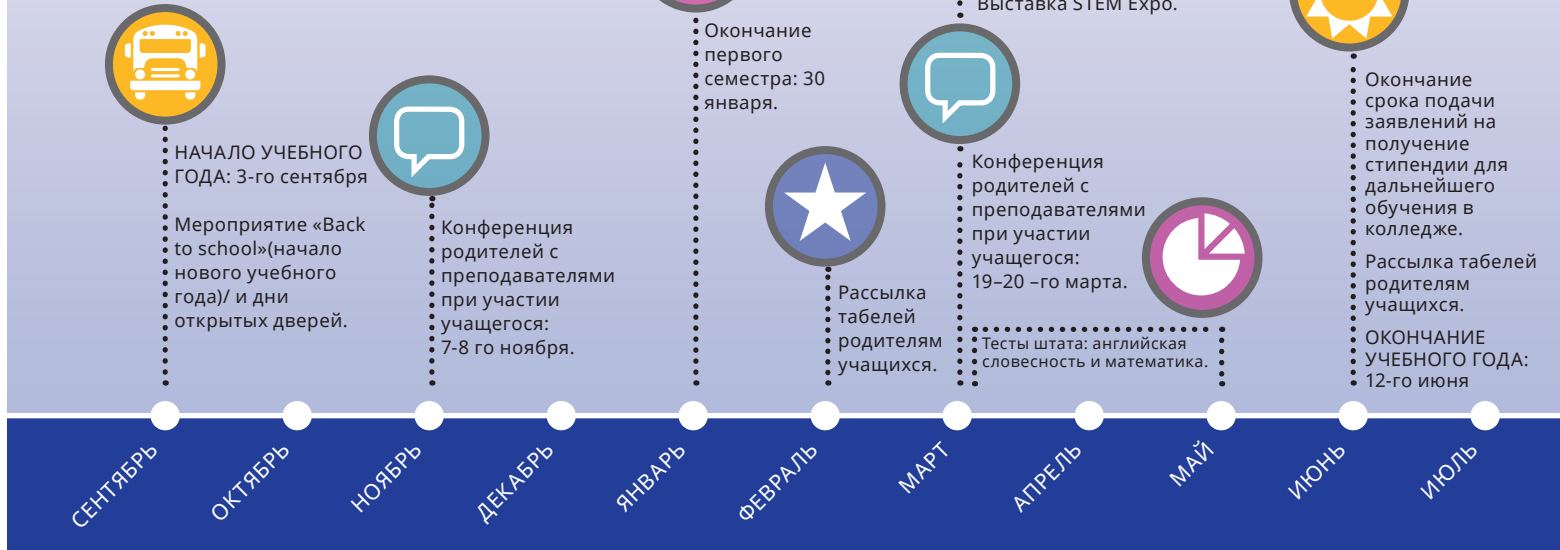 НАЧАЛО УЧЕБНОГО
ГОДА: 3-го сентября
Мероприятие «Back
to school»(начало
нового учебного
года)/ и дни
открытых дверей.
Конференция
родителей с
преподавателями
при участии
учащегося:
7-8 го ноября.
Окончание
первого
семестра: 30
января.
Рассылка
табелей
родителям
учащихся.
Выставка STEM Expo.
Конференция
родителей с
преподавателями
при участии
учащегося:
19–20 –го марта.
Тесты штата: английская
словесность и математика.
Окончание
срока подачи
заявлений на
получение
стипендии для
дальнейшего
обучения в
колледже.
Рассылка табелей
родителям
учащихся.
ОКОНЧАНИЕ
УЧЕБНОГО ГОДА:
12-го июня
СЕНТЯБРЬ
ОКТЯБРЬ
НОЯБРЬ
ДЕКАБРЬ
ЯНВАРЬ
ФЕВРАЛЬ
МАРТ
АПРЕЛЬ
МАЙ
ИЮНЬ
ИЮЛЬ